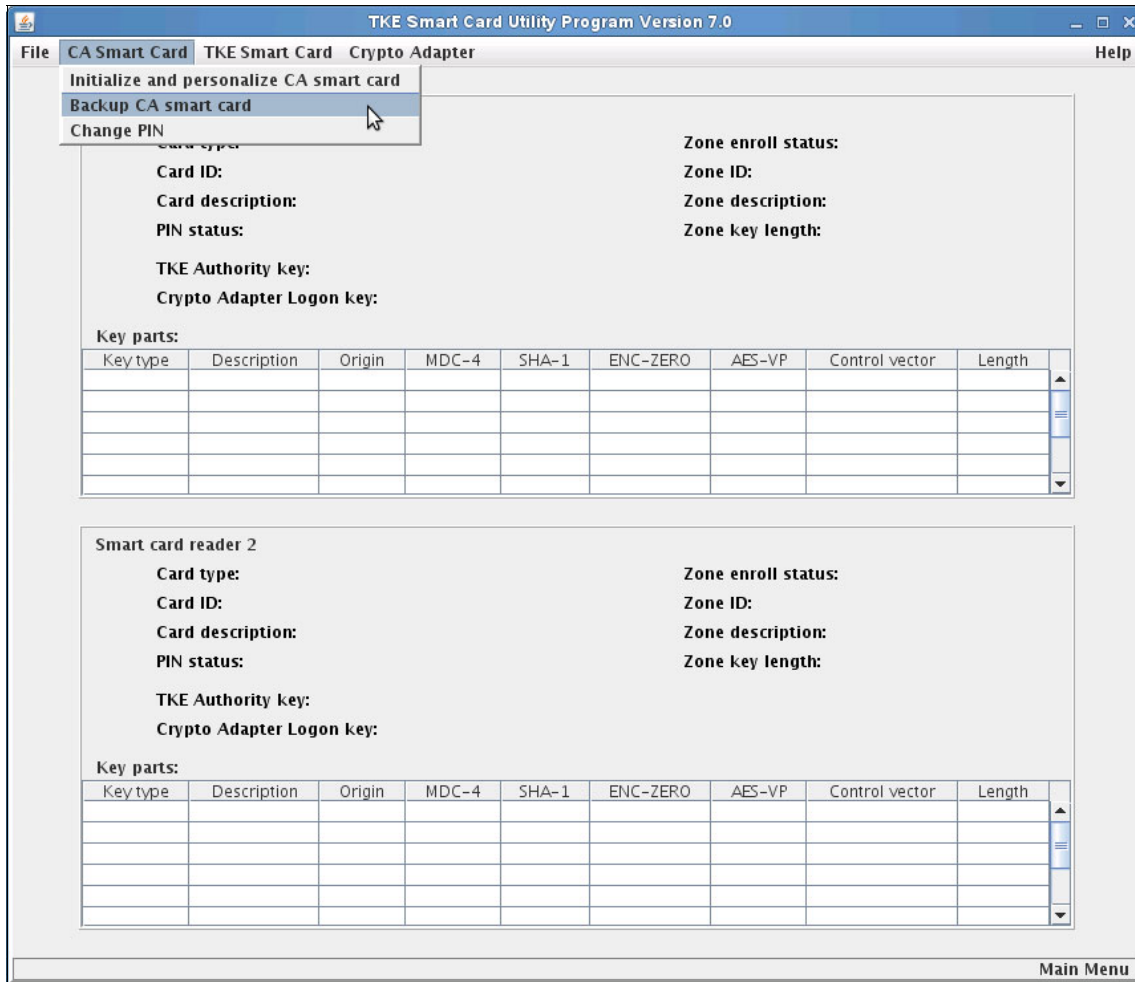 TKE Smart Card Utility Program Version 7.0
File CA Smart Card TKE Smart Card Crypto Adapter Help
Initialize and personalize CA smart card
Backup CA smart card
Change PIN
Zone enroll status:
Card ID: Zone ID:
Card description: Zone description:
PIN status: Zone key length:
TKE Authority key:
Crypto Adapter Logon key:
Key parts:
Key type Description Origin MDC-4 SHA-1 ENC-ZERO AES-VP Control vector Length
Smart card reader 2
Card type: Zone enroll status:
Card ID: Zone ID:
Card description: Zone description:
PIN status: Zone key length:
TKE Authority key:
Crypto Adapter Logon key:
Key parts:
Key type Description Origin MDC-4 SHA-1 ENC-ZERO AES-VP Control vector Length
Main Menu